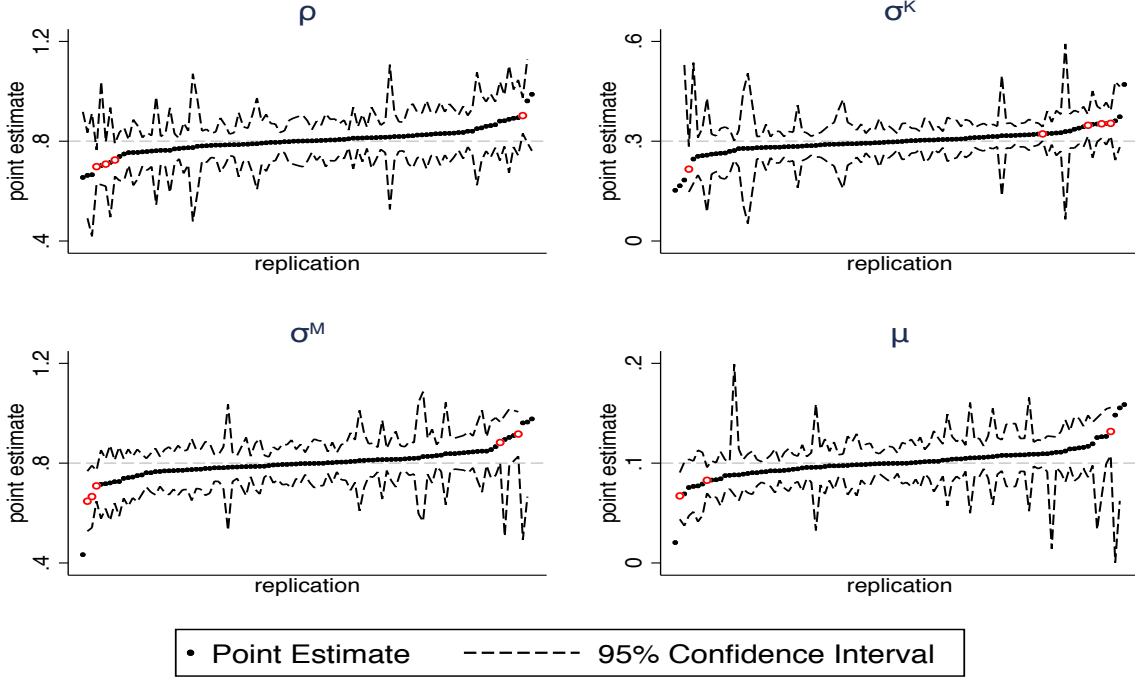 ρ
point estimate
1.2
.8
.4
replication
σᴷ
point estimate
.6
.3
0
replication
σᴹ
point estimate
1.2
.8
.4
replication
μ
point estimate
.2
.1
0
replication
Point Estimate
95% Confidence Interval